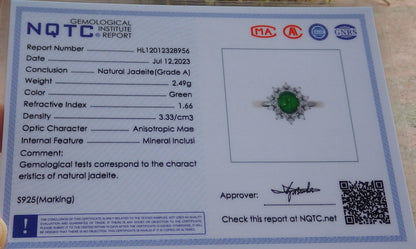 NQTC GEMOLOGICAL
INSTITUTE
REPORT
MA
Report Number HL12012328956
Date Jul 12,2023
Conclusion Natural Jadeite(Grade A)
Weight 2.49g
Color Green
Refractive Index 1.66
Density 3.33/cm3
Optic Character Anisotropic Mae
Internal Feature Mineral Inclusi
Comment:
Gemological tests correspond to the charact
eristics of natural jadeite.
S925(Marking)
Approver:
Check this report at NQTC.net